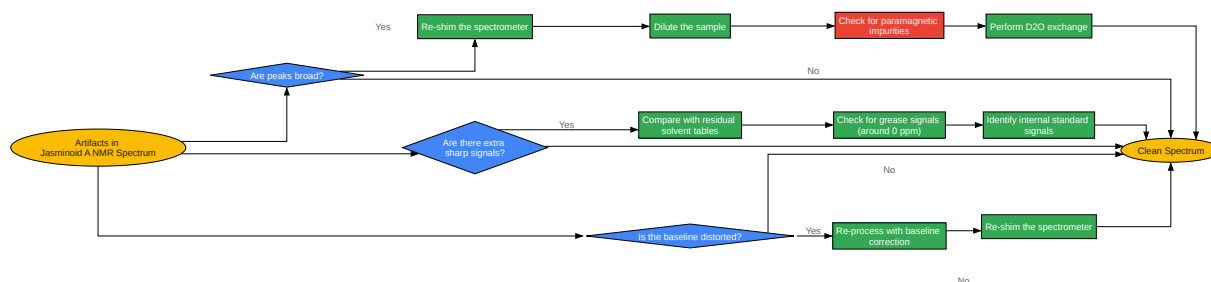 Yes
Re-shim the spectrometer
Dilute the sample
Check for paramagnetic
impurities
Perform D2O exchange
Are peaks broad?
No
Artifacts in
Jasminoid A NMR Spectrum
Are there extra
sharp signals?
Yes
Compare with residual
solvent tables
Check for grease signals
(around 0 ppm)
Identify internal standard
signals
Clean Spectrum
No
Is the baseline distorted?
Yes
Re-process with baseline
correction
Re-shim the spectrometer
No